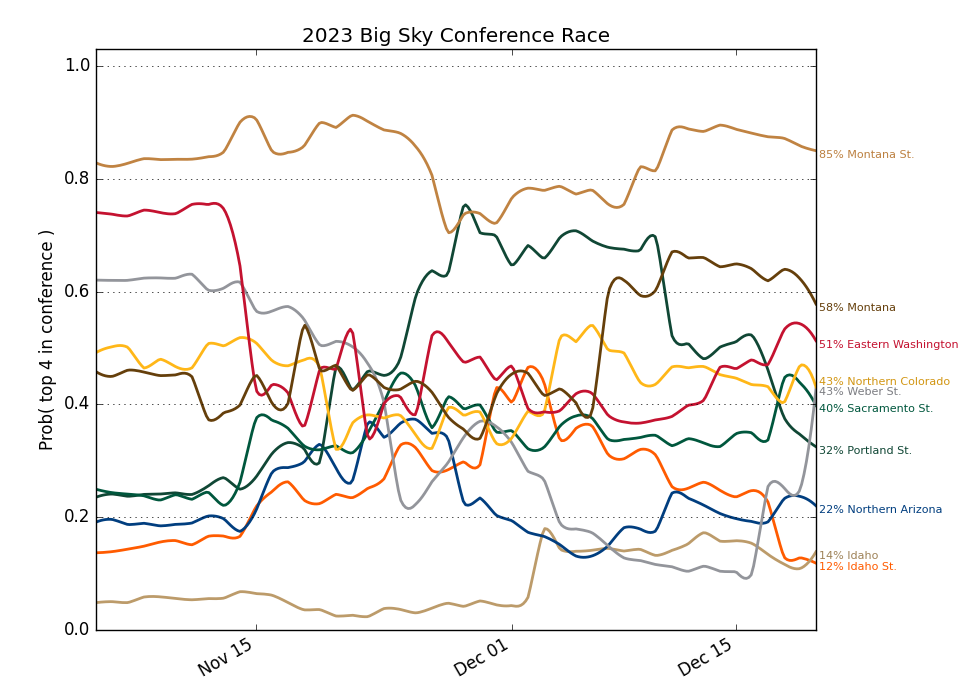 2023 Big Sky Conference Race
Prob( top 4 in conference )
1.0
0.8
0.6
0.4
0.2
0.0
Nov 15
Dec 01
Dec 15
85% Montana St.
58% Montana
51% Eastern Washington
43% Northern Colorado
43% Weber St.
40% Sacramento St.
32% Portland St.
22% Northern Arizona
14% Idaho
12% Idaho St.